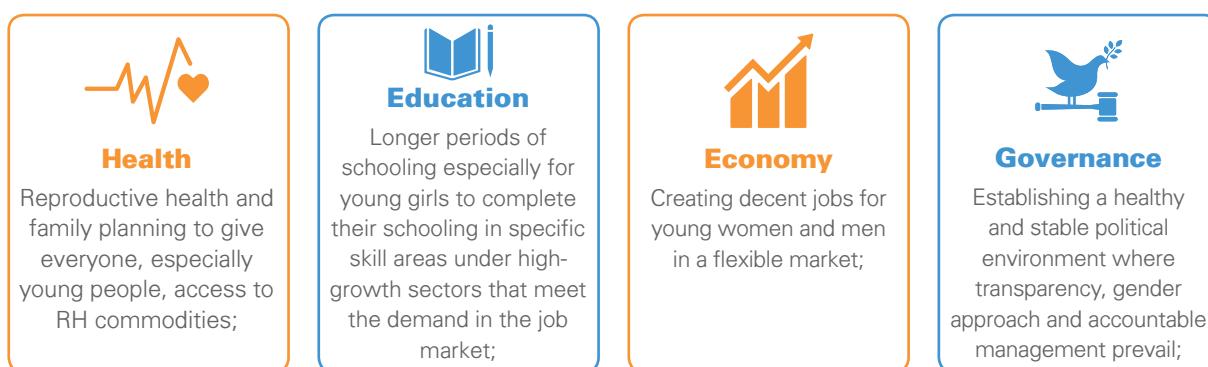 Health
Reproductive health and
family planning to give
everyone, especially
young people, access to
RH commodities;
Education
Longer periods of
schooling especially for
young girls to complete
their schooling in specific
skill areas under high-
growth sectors that meet
the demand in the job
market;
Economy
Creating decent jobs for
young women and men
in a flexible market;
Governance
Establishing a healthy
and stable political
environment where
transparency, gender
approach and accountable
management prevail;